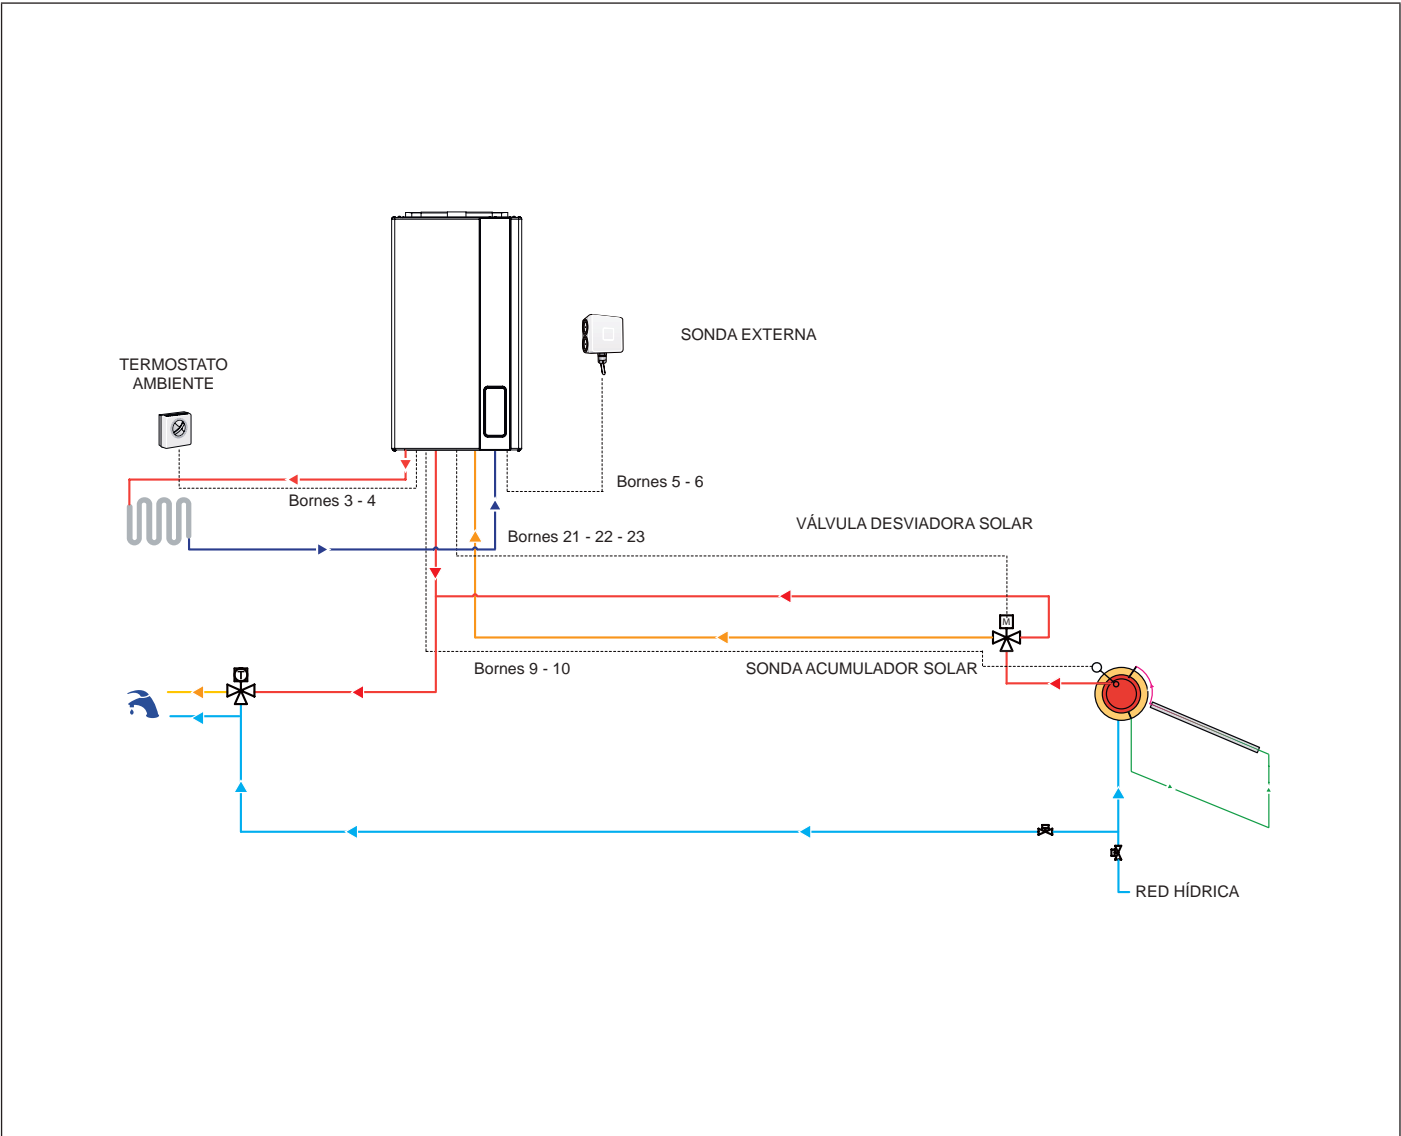 SONDA EXTERNA
TERMOSTATO
AMBIENTE
Bornes 5 - 6
Bornes 3 - 4
VÁLVULA DESVIADORA SOLAR
Bornes 21 - 22 - 23
M
Bornes 9 - 10
SONDA ACUMULADOR SOLAR
T
RED HÍDRICA